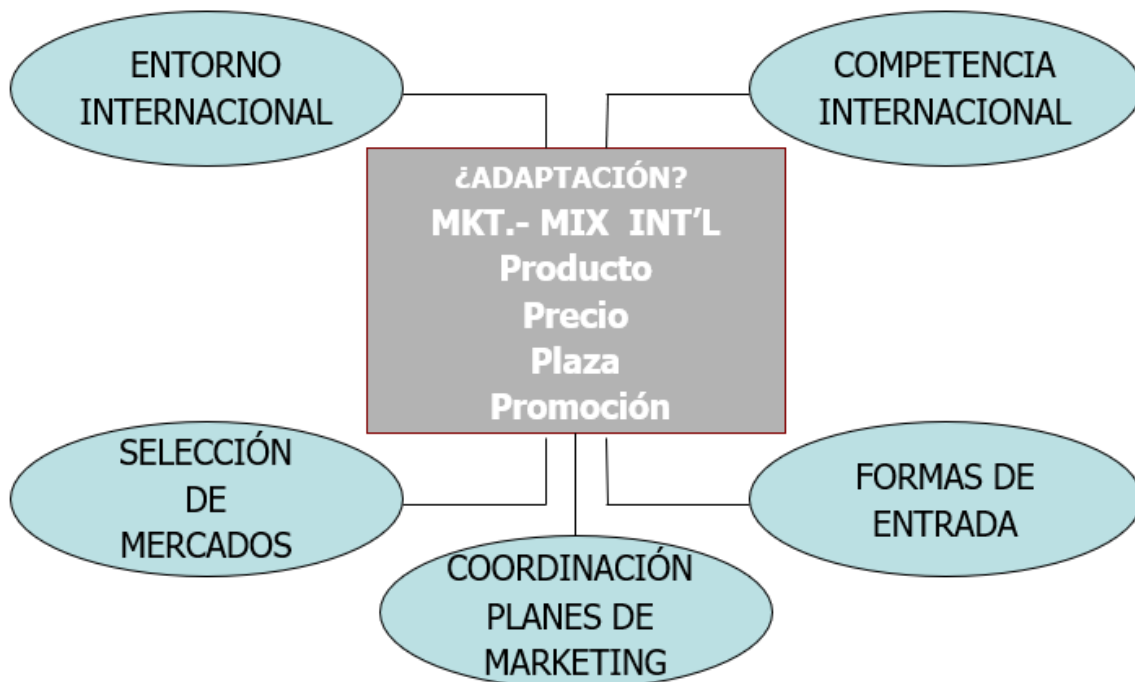 ENTORNO
INTERNACIONAL
COMPETENCIA
INTERNACIONAL
¿ADAPTACIÓN?
MKT.- MIX INT’L
Producto
Precio
Plaza
Promoción
SELECCIÓN
DE
MERCADOS
COORDINACIÓN
PLANES DE
MARKETING
FORMAS DE
ENTRADA